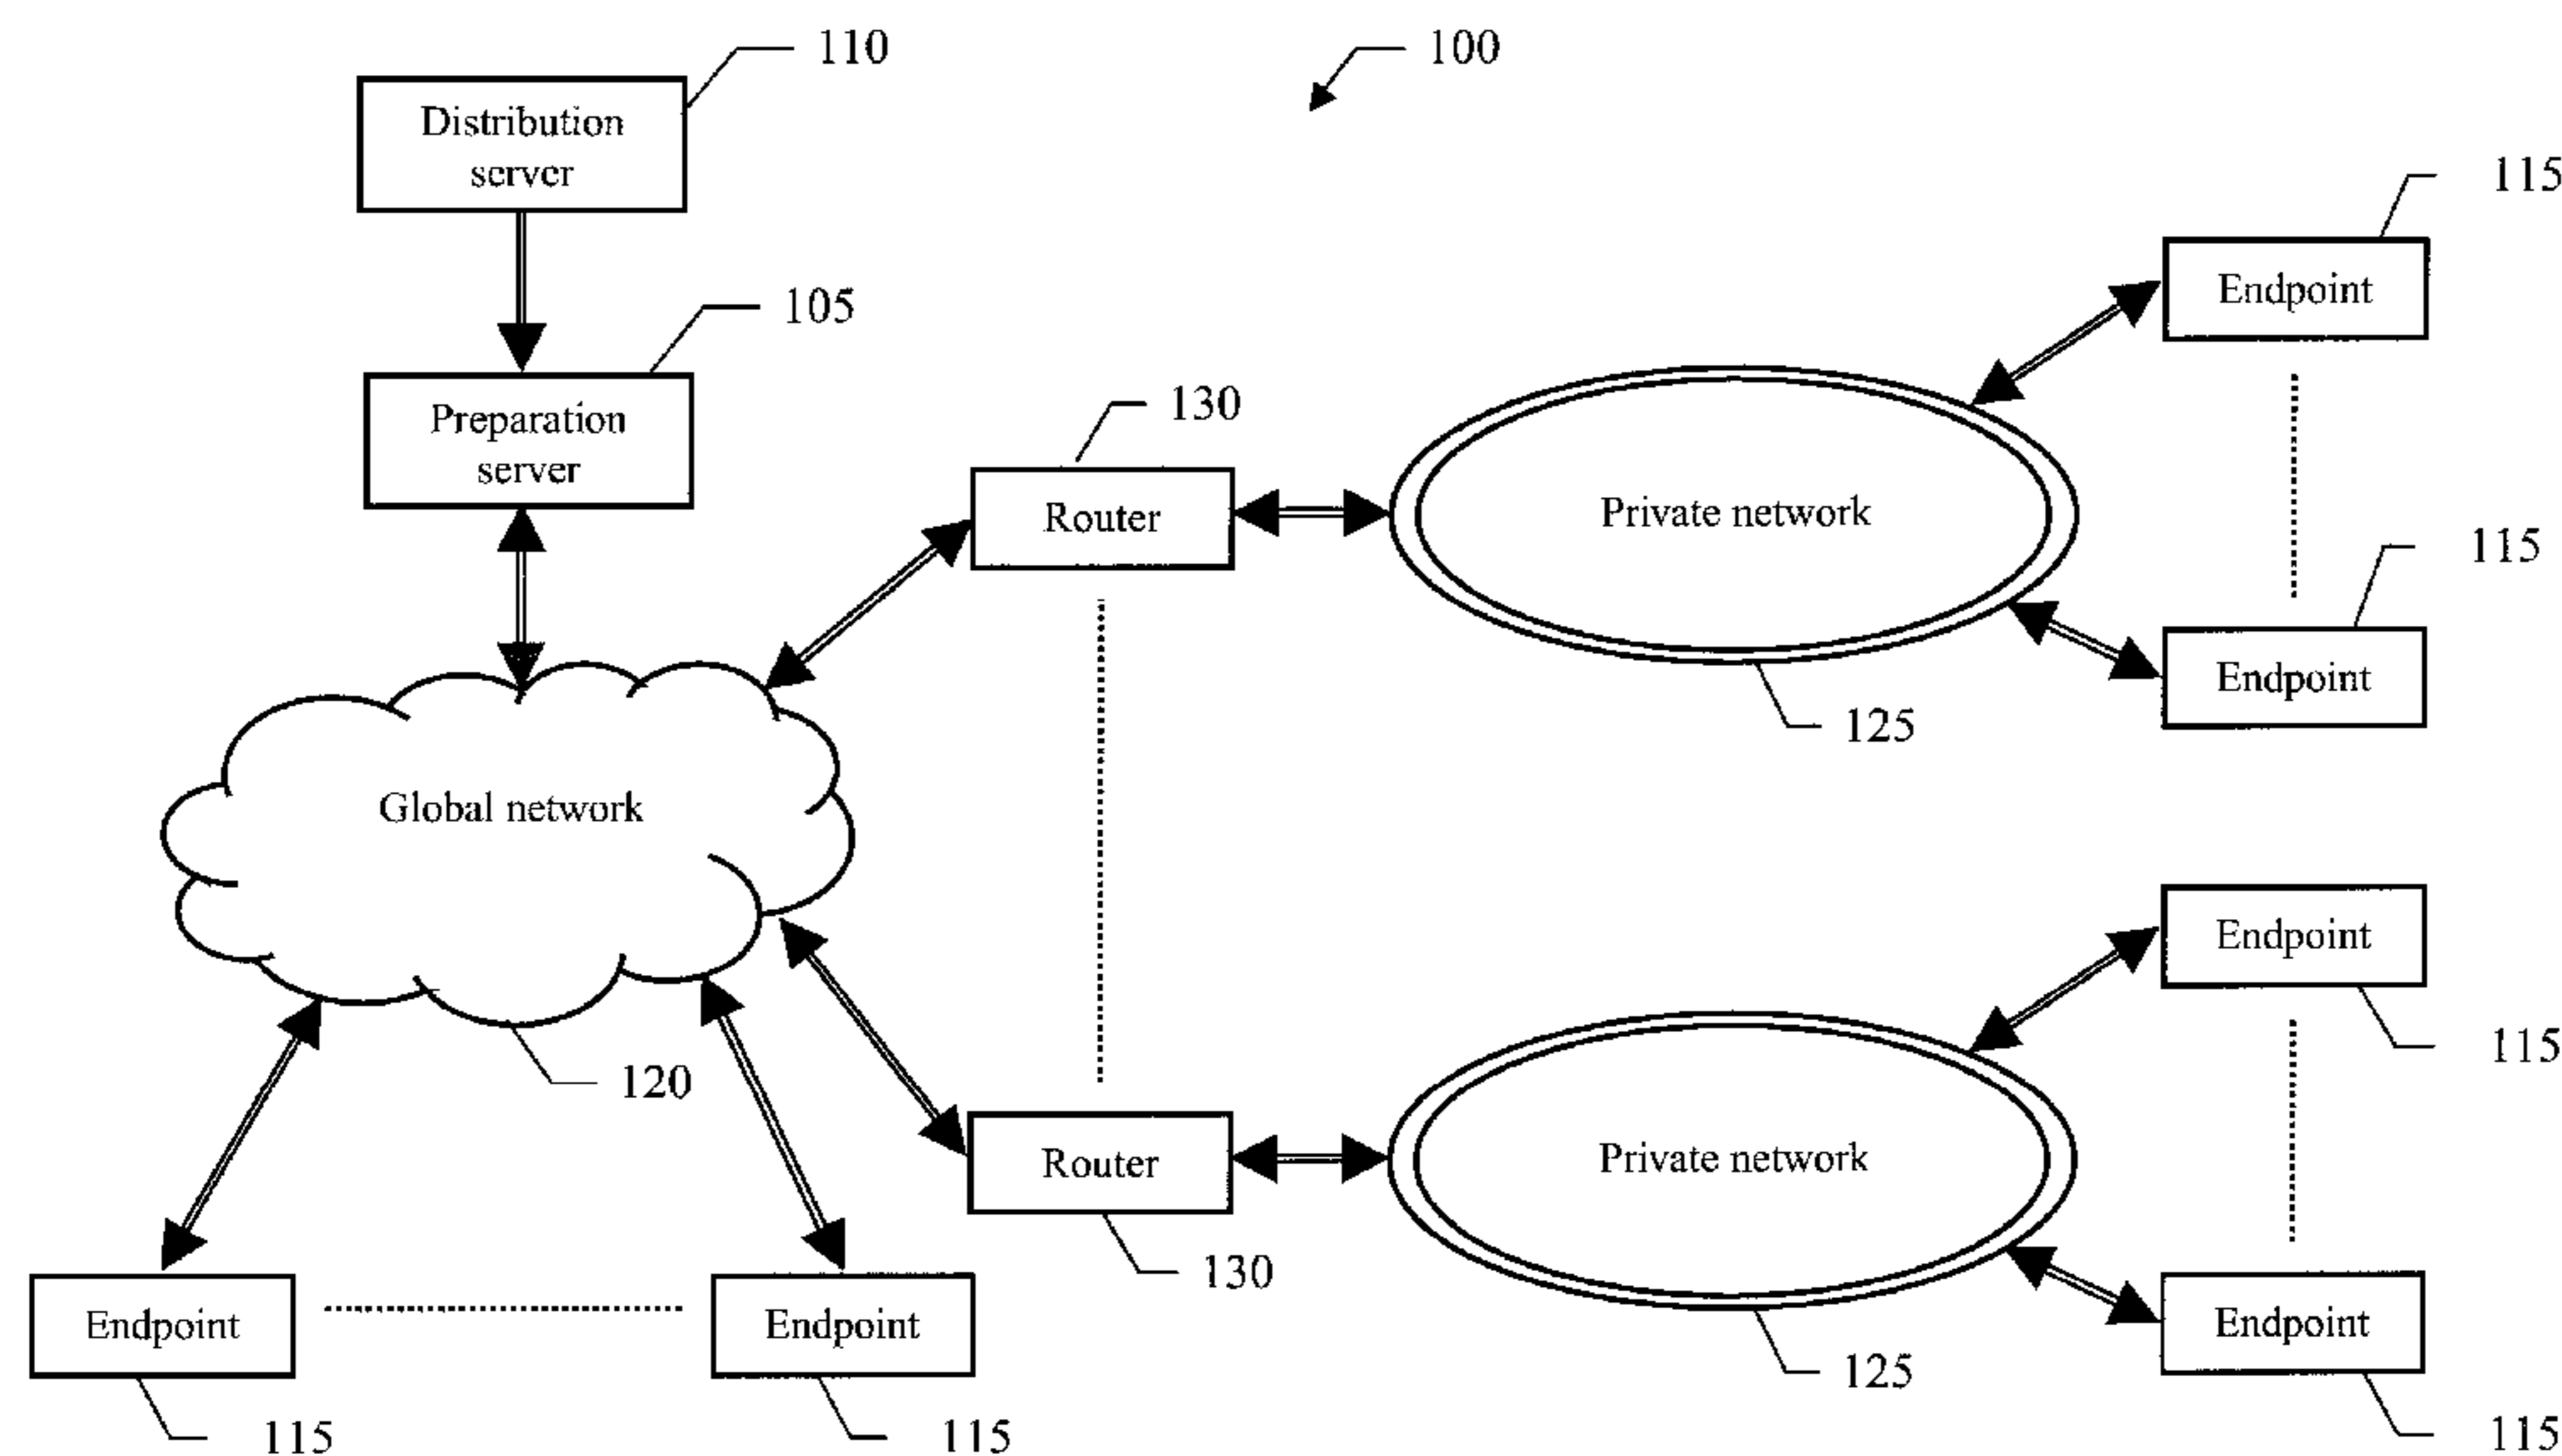 110
100
Distribution
server
115
Endpoint
105
Preparation
server
130
Router
Private network
115
Endpoint
125
Global network
Endpoint
115
120
Router
Private network
130
Endpoint
115
Endpoint
115
125
Endpoint
115